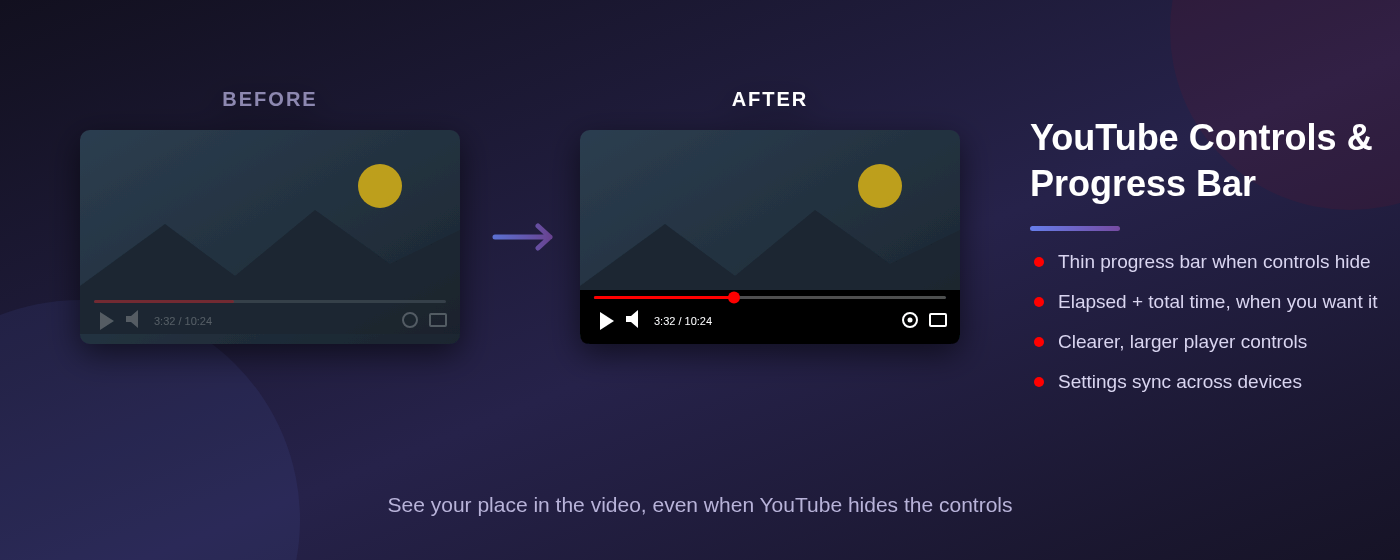 BEFORE
AFTER
3:32 / 10:24
3:32 / 10:24
YouTube Controls &
Progress Bar
Thin progress bar when controls hide
Elapsed + total time, when you want it
Clearer, larger player controls
Settings sync across devices
See your place in the video, even when YouTube hides the controls